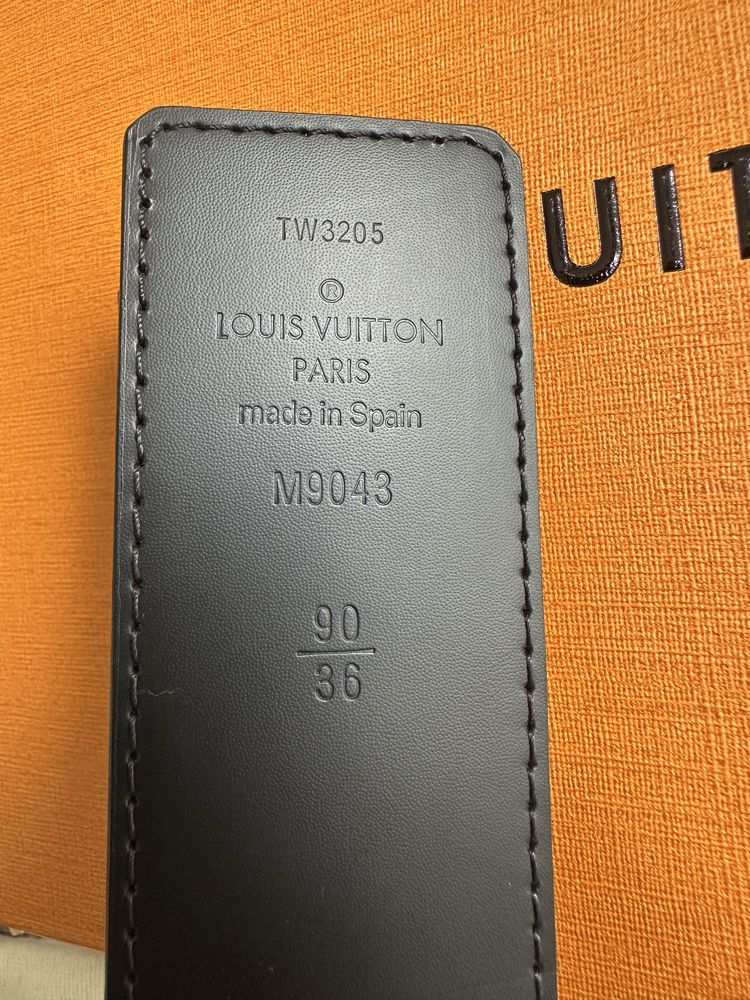 TW3205
®
LOUIS VUITTON
PARIS
made in Spain
M9043
90
36
UIT